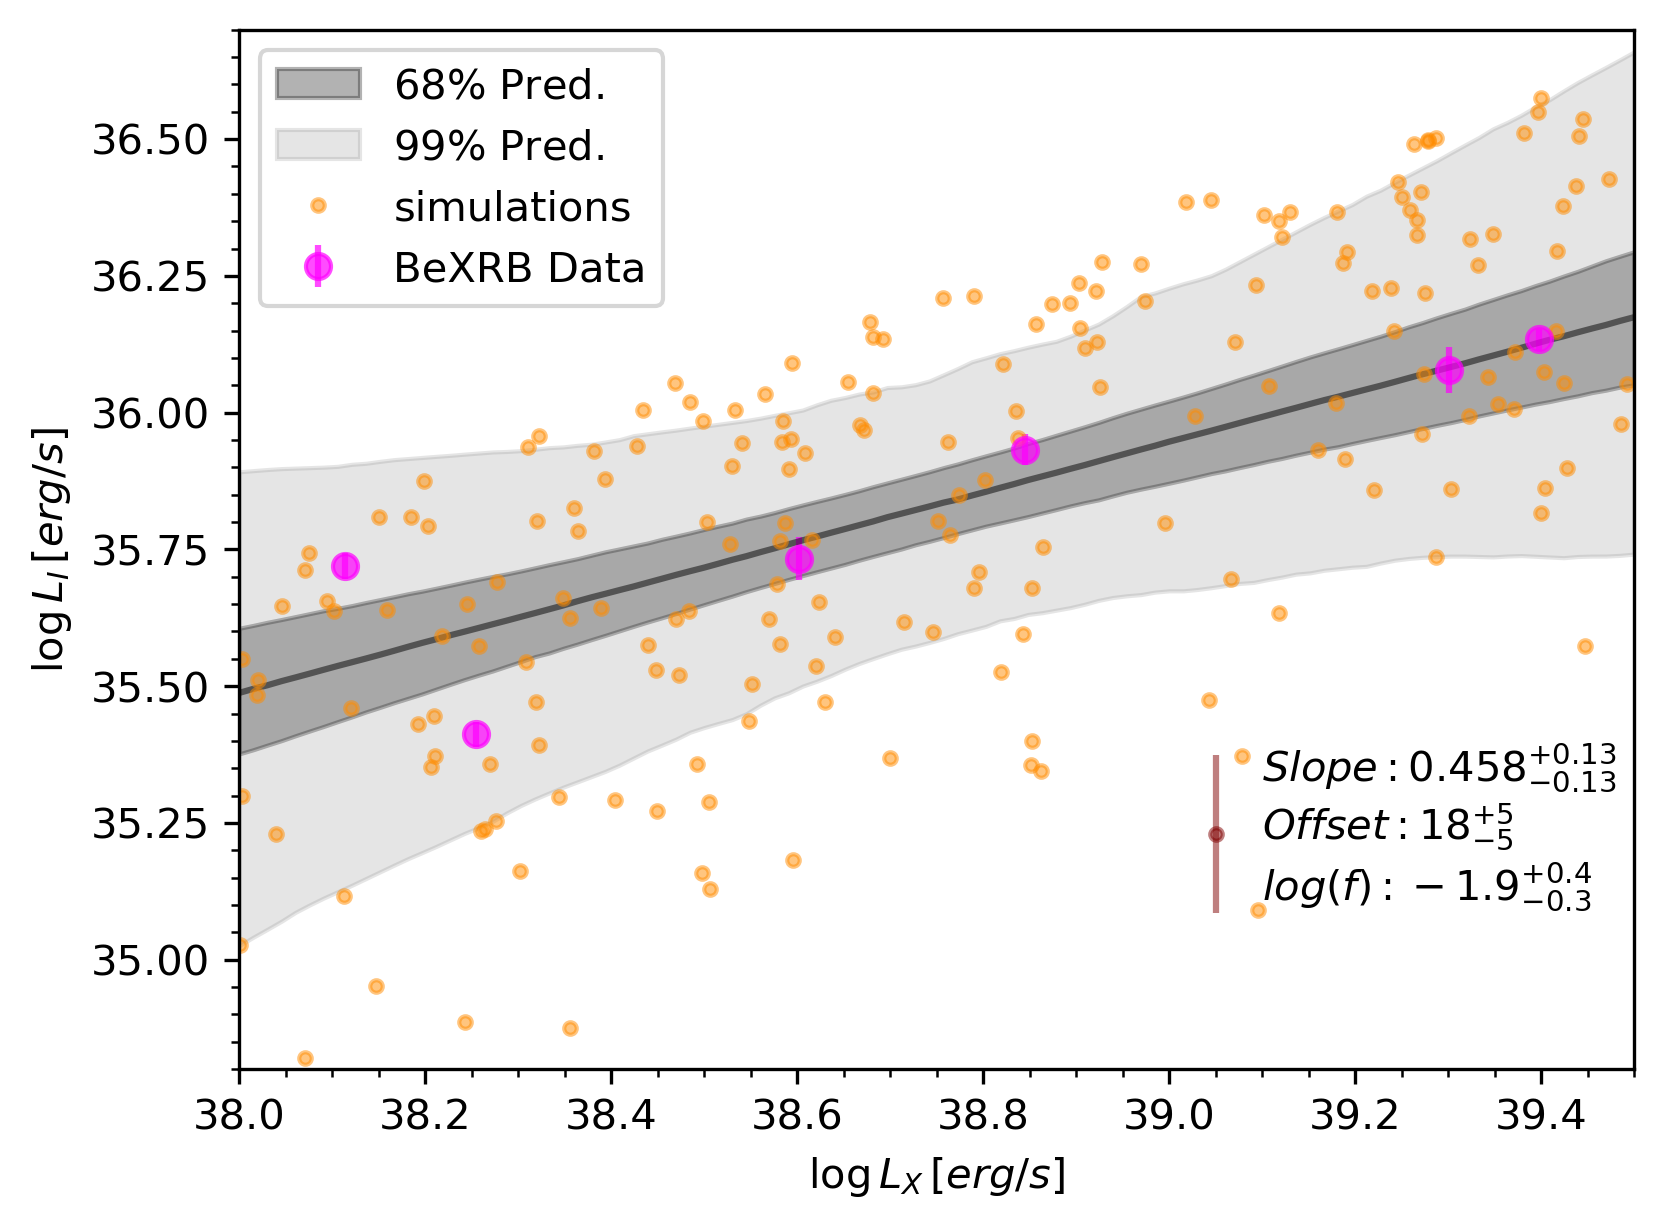 68% Pred.
99% Pred.
simulations
BeXRB Data
36.50
36.25
36.00
35.75
35.50
35.25
35.00
log L_I [erg/s]
Slope : 0.458^{+0.13}_{-0.13}
Offset : 18^{+5}_{-5}
log(f) : −1.9^{+0.4}_{-0.3}
38.0 38.2 38.4 38.6 38.8 39.0 39.2 39.4
log L_X [erg/s]